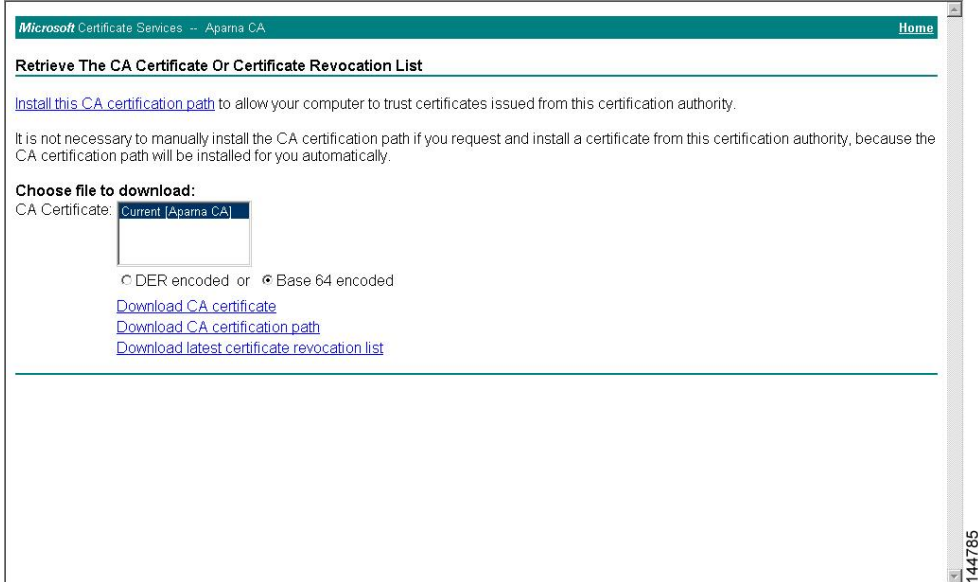 Microsoft Certificate Services -- Aparna CA Home
Retrieve The CA Certificate Or Certificate Revocation List
Install this CA certification path to allow your computer to trust certificates issued from this certification authority.
It is not necessary to manually install the CA certification path if you request and install a certificate from this certification authority, because the
CA certification path will be installed for you automatically.
Choose file to download:
CA Certificate: Current [Aparna CA]
DER encoded or Base 64 encoded
Download CA certificate
Download CA certification path
Download latest certificate revocation list
144785